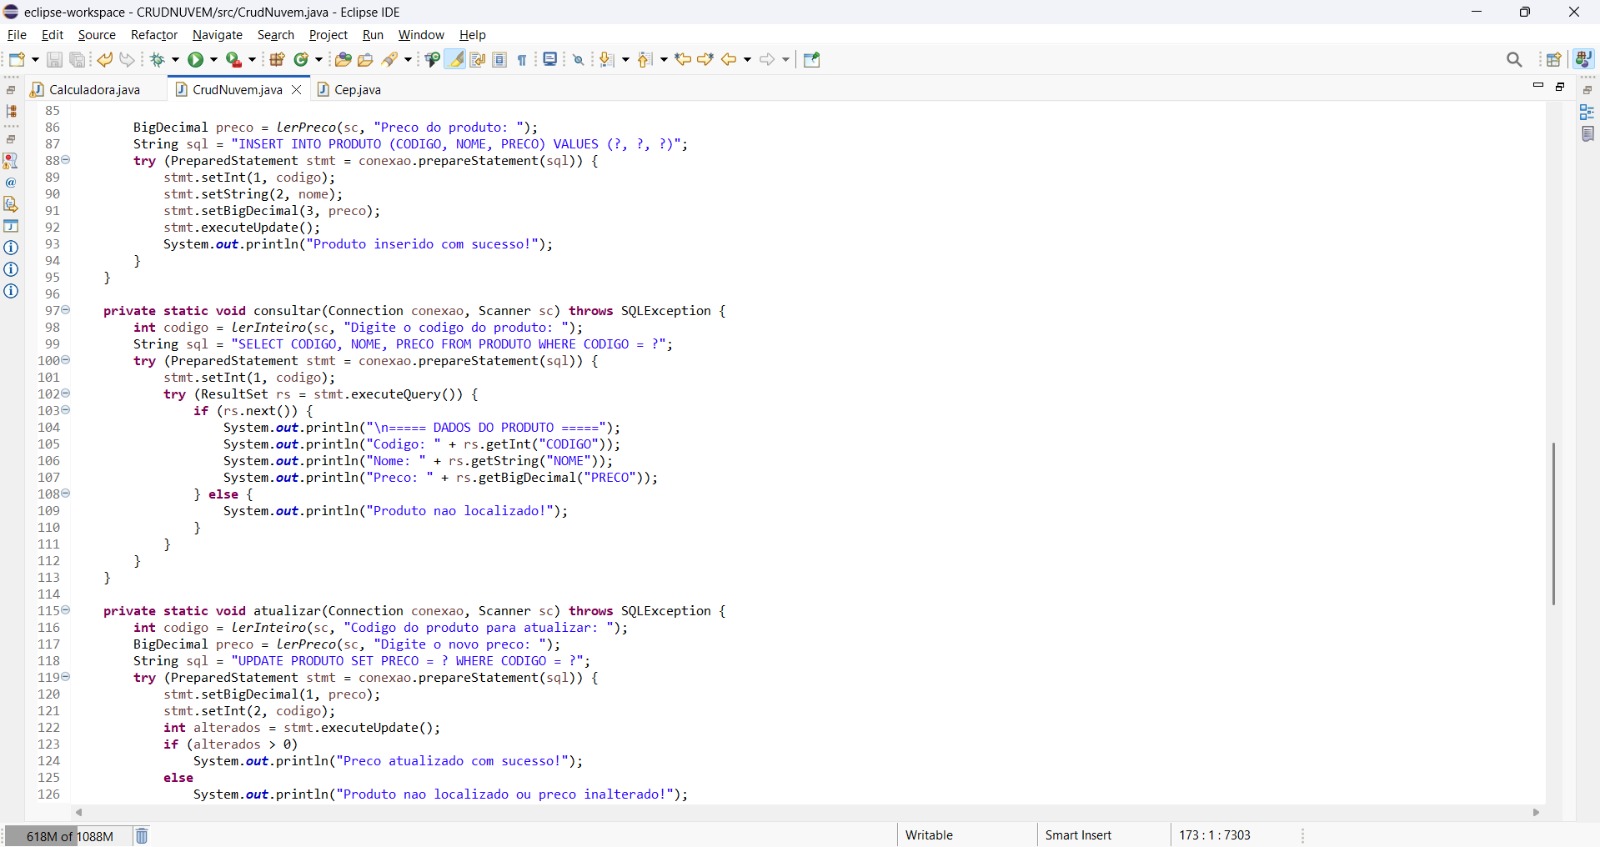 eclipse-workspace - CRUDNUVEM/src/CrudNuvem.java - Eclipse IDE
File Edit Source Refactor Navigate Search Project Run Window Help
Calculadora.java CrudNuvem.java Cep.java
85
86 BigDecimal preco = lerPreco(sc, "Preco do produto: ");
87 String sql = "INSERT INTO PRODUTO (CODIGO, NOME, PRECO) VALUES (?, ?, ?)";
88 try (PreparedStatement stmt = conexao.prepareStatement(sql)) {
89 stmt.setInt(1, codigo);
90 stmt.setString(2, nome);
91 stmt.setBigDecimal(3, preco);
92 stmt.executeUpdate();
93 System.out.println("Produto inserido com sucesso!");
94 }
95 }
96
97 private static void consultar(Connection conexao, Scanner sc) throws SQLException {
98 int codigo = lerInteiro(sc, "Digite o codigo do produto: ");
99 String sql = "SELECT CODIGO, NOME, PRECO FROM PRODUTO WHERE CODIGO = ?";
100 try (PreparedStatement stmt = conexao.prepareStatement(sql)) {
101 stmt.setInt(1, codigo);
102 try (ResultSet rs = stmt.executeQuery()) {
103 if (rs.next()) {
104 System.out.println("\n===== DADOS DO PRODUTO =====");
105 System.out.println("Codigo: " + rs.getInt("CODIGO"));
106 System.out.println("Nome: " + rs.getString("NOME"));
107 System.out.println("Preco: " + rs.getBigDecimal("PRECO"));
108 } else {
109 System.out.println("Produto nao localizado!");
110 }
111 }
112 }
113 }
114
115 private static void atualizar(Connection conexao, Scanner sc) throws SQLException {
116 int codigo = lerInteiro(sc, "Codigo do produto para atualizar: ");
117 BigDecimal preco = lerPreco(sc, "Digite o novo preco: ");
118 String sql = "UPDATE PRODUTO SET PRECO = ? WHERE CODIGO = ?";
119 try (PreparedStatement stmt = conexao.prepareStatement(sql)) {
120 stmt.setBigDecimal(1, preco);
121 stmt.setInt(2, codigo);
122 int alterados = stmt.executeUpdate();
123 if (alterados > 0)
124 System.out.println("Preco atualizado com sucesso!");
125 else
126 System.out.println("Produto nao localizado ou preco inalterado!");
618M of 1088M Writable Smart Insert 173 : 1 : 7303